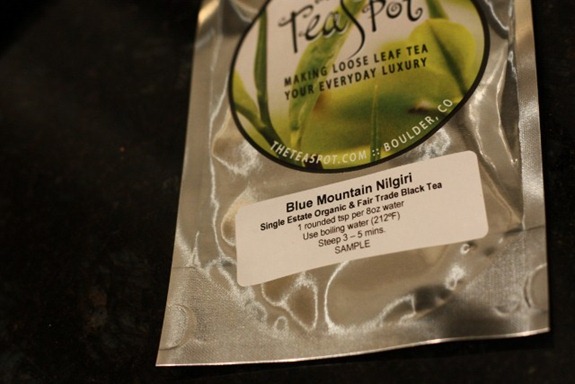 TeaSpot
MAKING LOOSE LEAF TEA
YOUR EVERYDAY LUXURY
THETEASPOT.COM :: BOULDER, CO
Blue Mountain Nilgiri
Single Estate Organic & Fair Trade Black Tea
1 rounded tsp per 8oz water
Use boiling water (212ºF)
Steep 3 – 5 mins.
SAMPLE